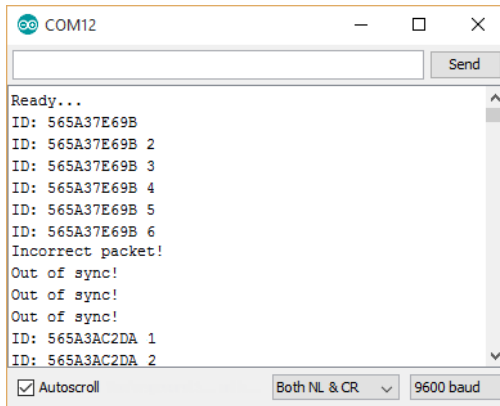 COM12
Send
Ready...
ID: 565A37E69B
ID: 565A37E69B 2
ID: 565A37E69B 3
ID: 565A37E69B 4
ID: 565A37E69B 5
ID: 565A37E69B 6
Incorrect packet!
Out of sync!
Out of sync!
Out of sync!
ID: 565A3AC2DA 1
ID: 565A3AC2DA 2
Autoscroll Both NL & CR 9600 baud